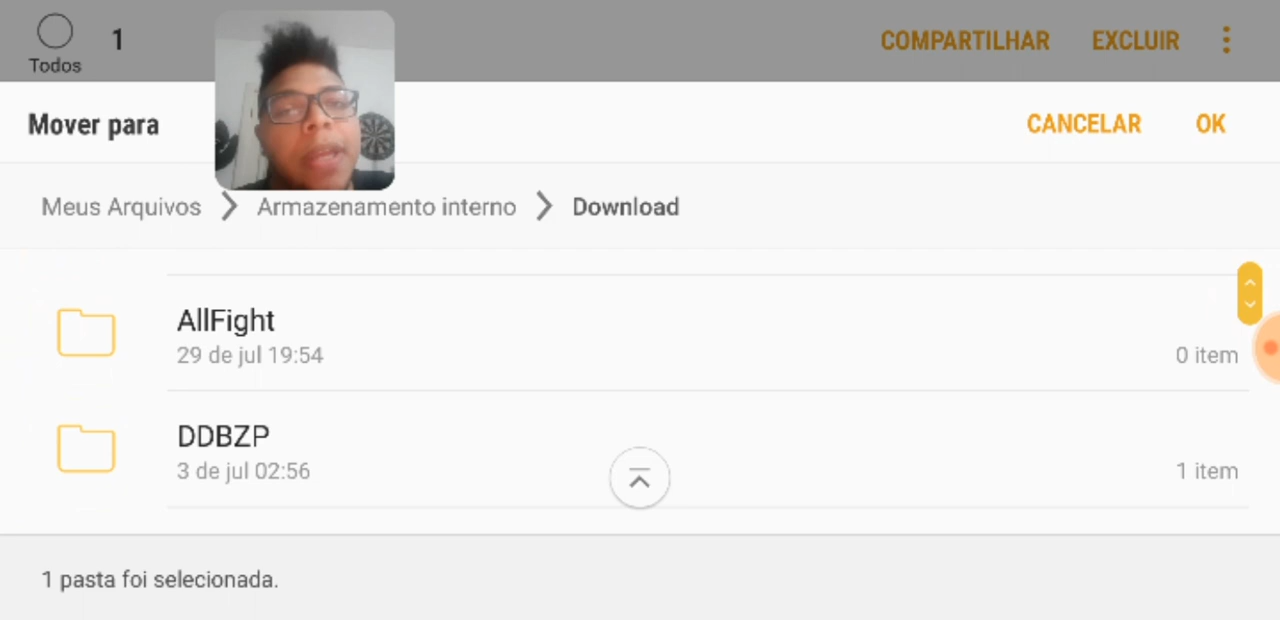 Todos
1
COMPARTILHAR
EXCLUIR
Mover para
CANCELAR
OK
Meus Arquivos
Armazenamento interno
Download
AllFight
29 de jul 19:54
0 item
DDBZP
3 de jul 02:56
1 item
1 pasta foi selecionada.